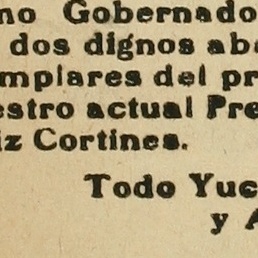 no Gobernado
dos dignos ab
mplares del pr
estro actual Pre
iz Cortines.
Todo Yuc
y